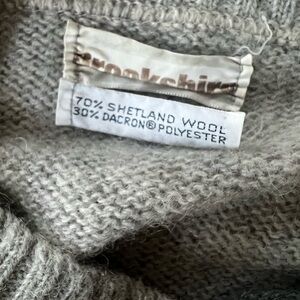 Brookshire
70% SHETLAND WOOL
30% DACRON® POLYESTER